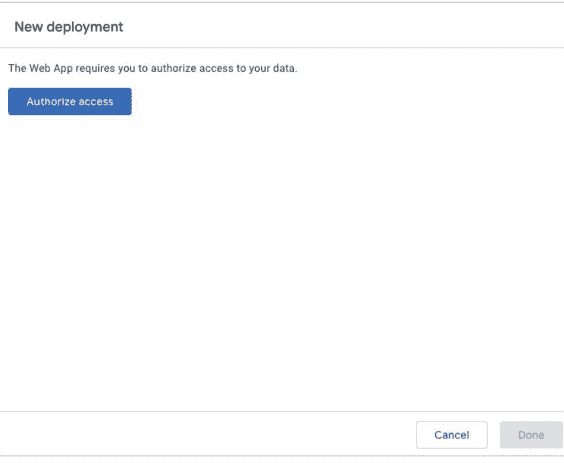 New deployment
The Web App requires you to authorize access to your data.
Authorize access
Cancel Done